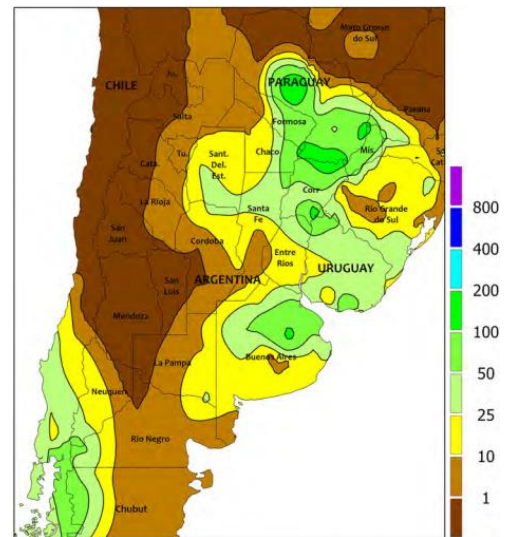 Mato Grosso
do Sul
CHILE
Ju.
PARAGUAY
Parana
Salta
Formosa
Tu.
Sant.
Del.
Est.
Chaco
Mis.
Cata.
Corr
La Rioja
Santa
Fe
Rio Grande
do Sul
San
Juan
Cordoba
Entre
Rios
URUGUAY
San
Luis
ARGENTINA
Mendoza
Buenos Aires
La Pampa
Neuquen
Rio Negro
Chubut
800
400
200
100
50
25
10
1